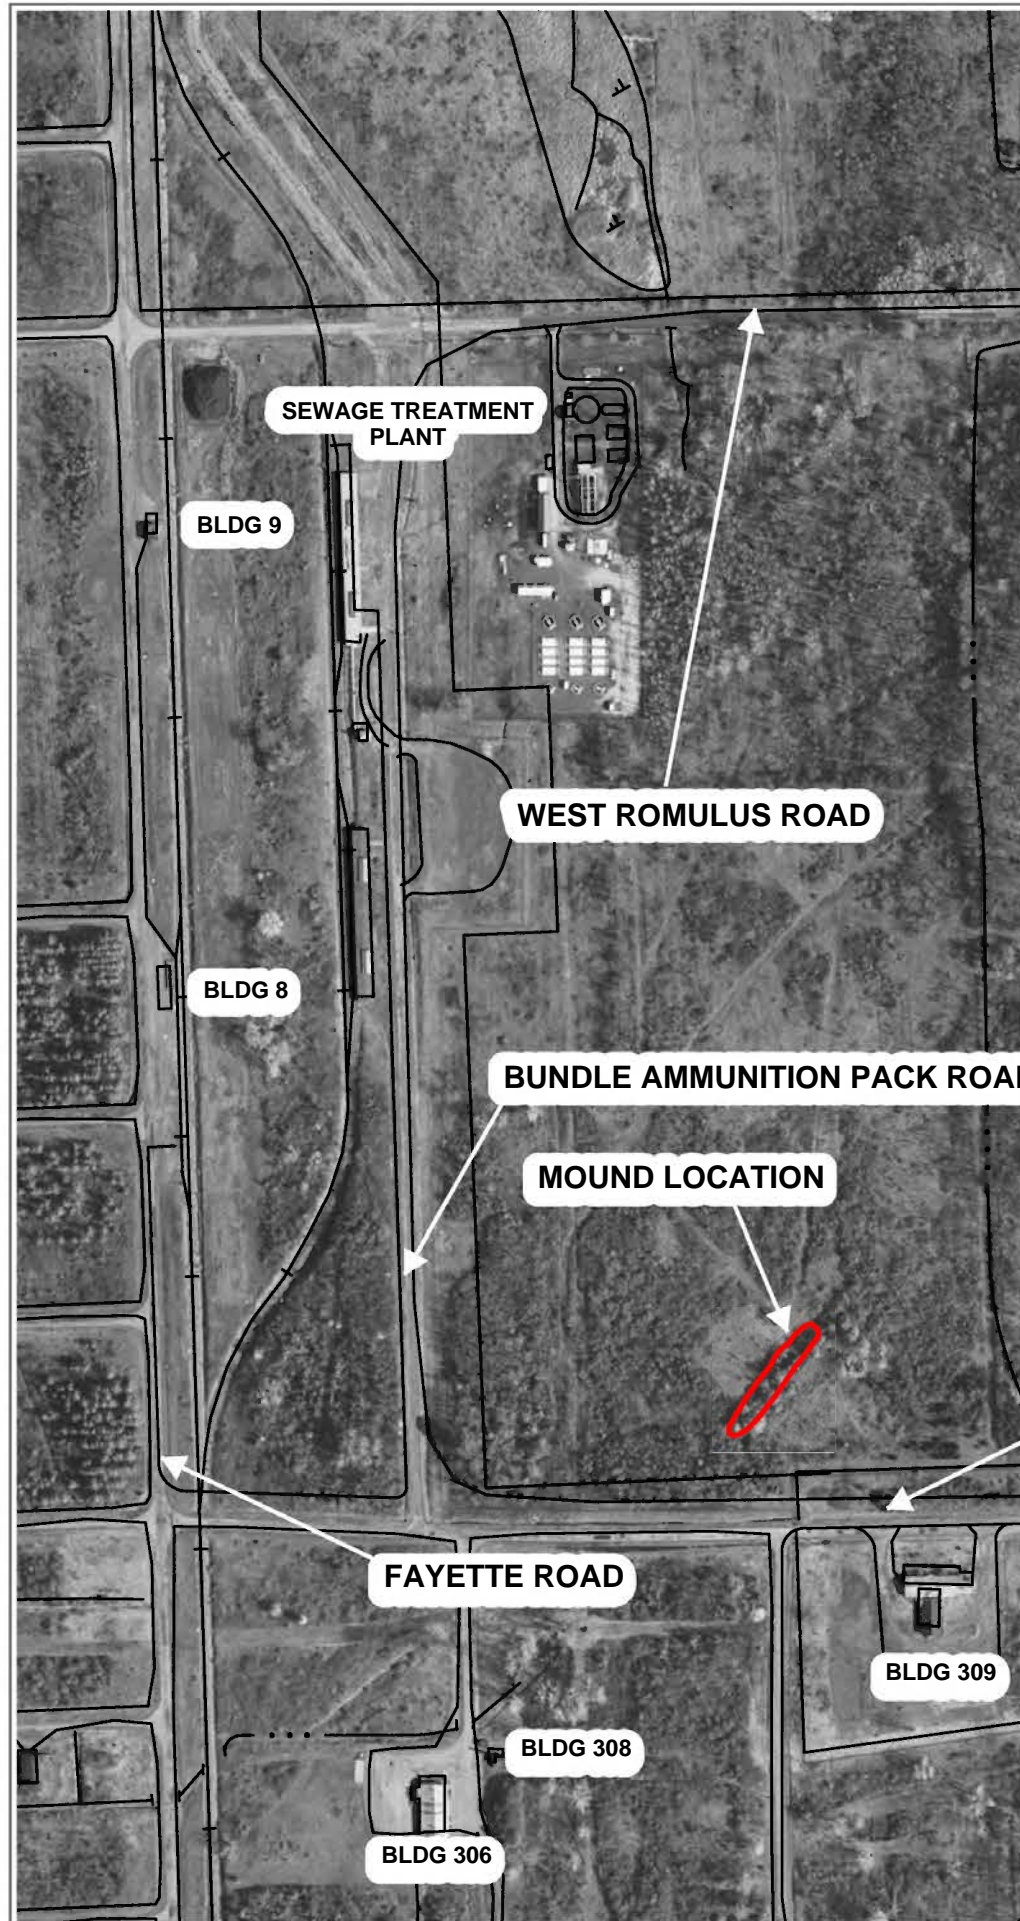 SEWAGE TREATMENT
PLANT
BLDG 9
WEST ROMULUS ROAD
BLDG 8
BUNDLE AMMUNITION PACK ROA
MOUND LOCATION
FAYETTE ROAD
BLDG 309
BLDG 308
BLDG 306